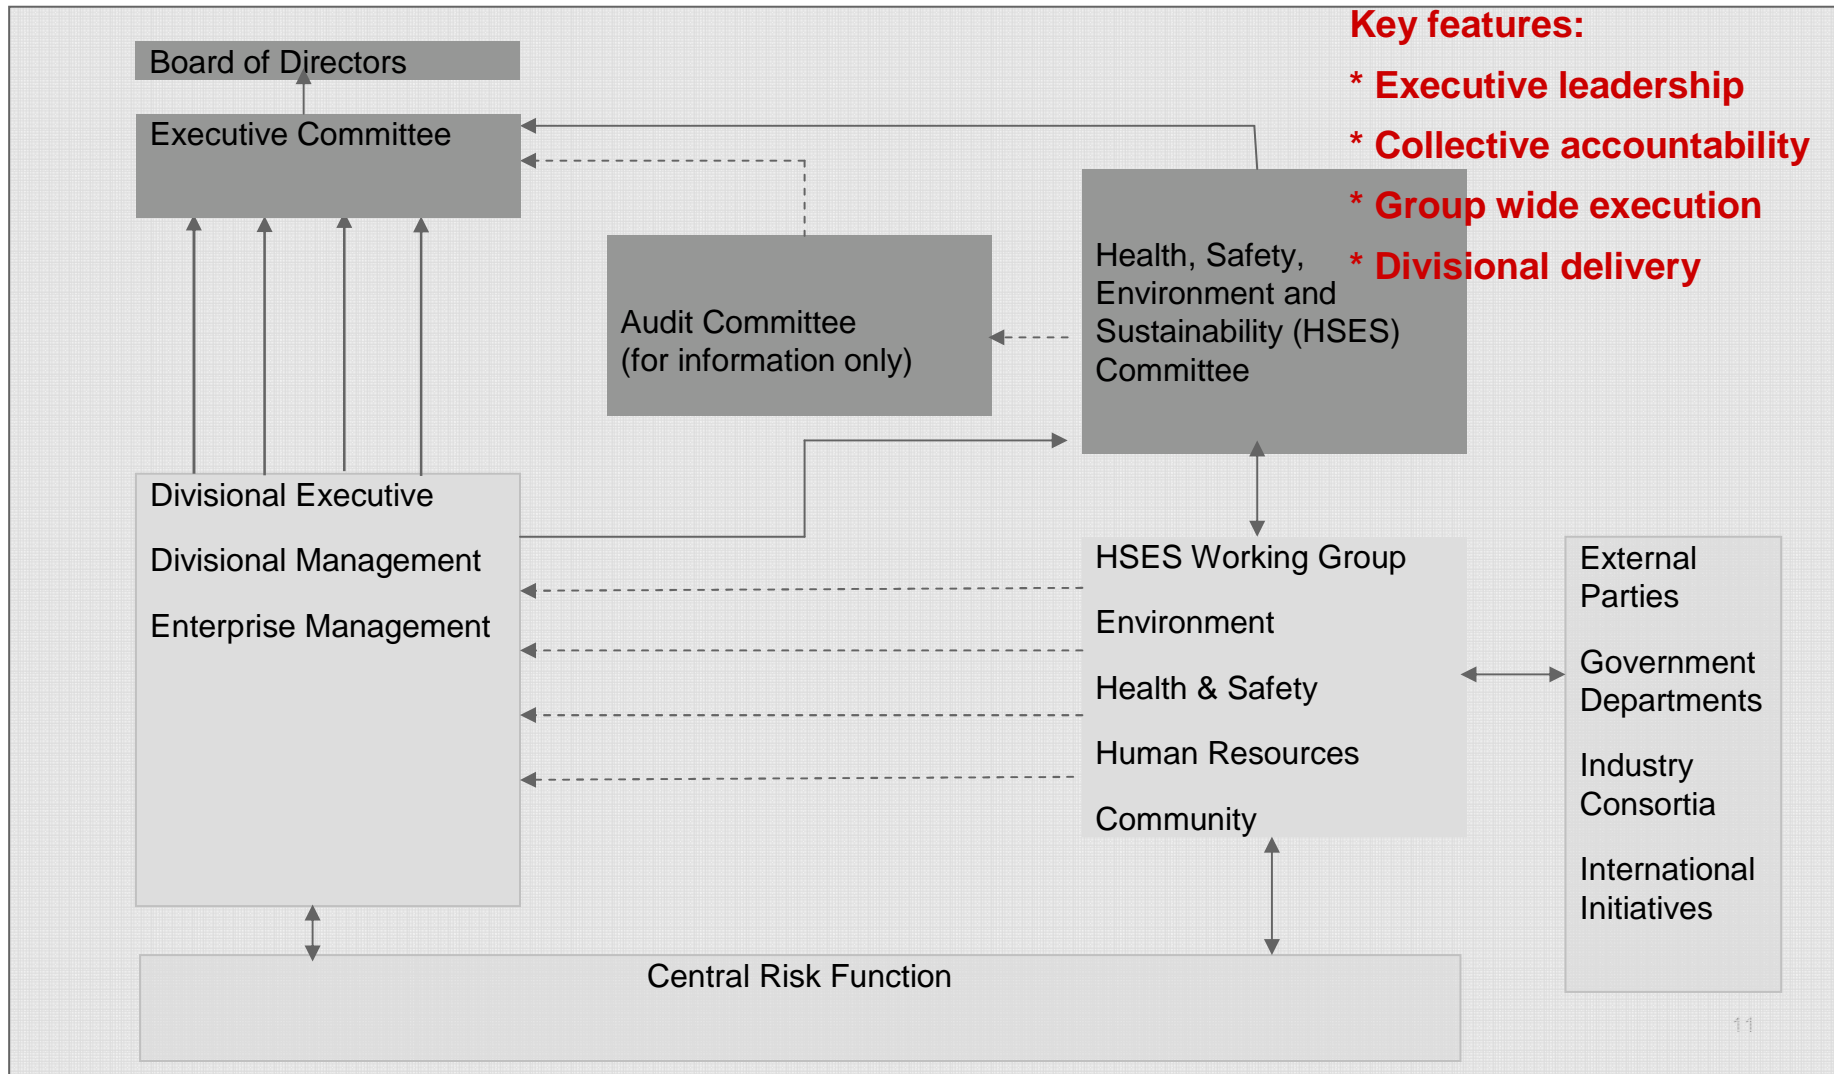 Key features:
* Executive leadership
* Collective accountability
* Group wide execution
* Divisional delivery
Board of Directors
Executive Committee
Audit Committee
(for information only)
Health, Safety,
Environment and
Sustainability (HSES)
Committee
Divisional Executive
Divisional Management
Enterprise Management
HSES Working Group
Environment
Health & Safety
Human Resources
Community
External
Parties
Government
Departments
Industry
Consortia
International
Initiatives
Central Risk Function
11